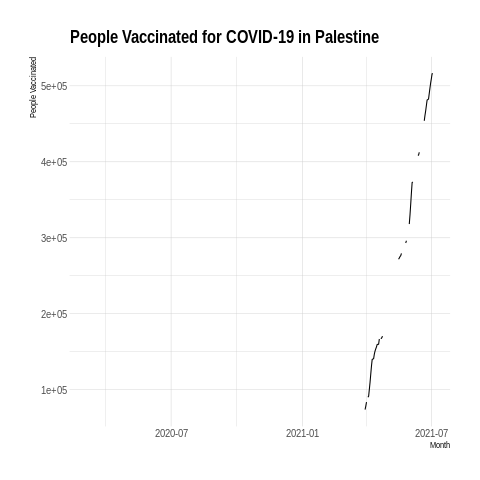 People Vaccinated for COVID-19 in Palestine
People Vaccinated
5e+05
4e+05
3e+05
2e+05
1e+05
2020-07 2021-01 2021-07
Month